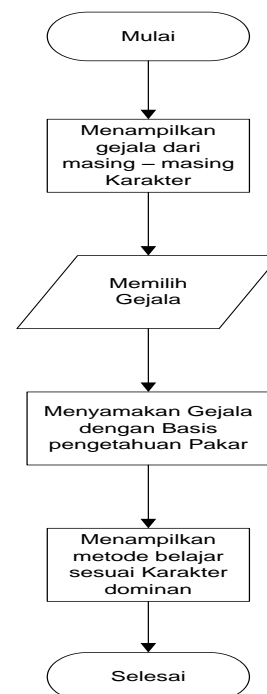 Mulai
Menampilkan
gejala dari
masing – masing
Karakter
Memilih
Gejala
Menyamakan Gejala
dengan Basis
pengetahuan Pakar
Menampilkan
metode belajar
sesuai Karakter
dominan
Selesai